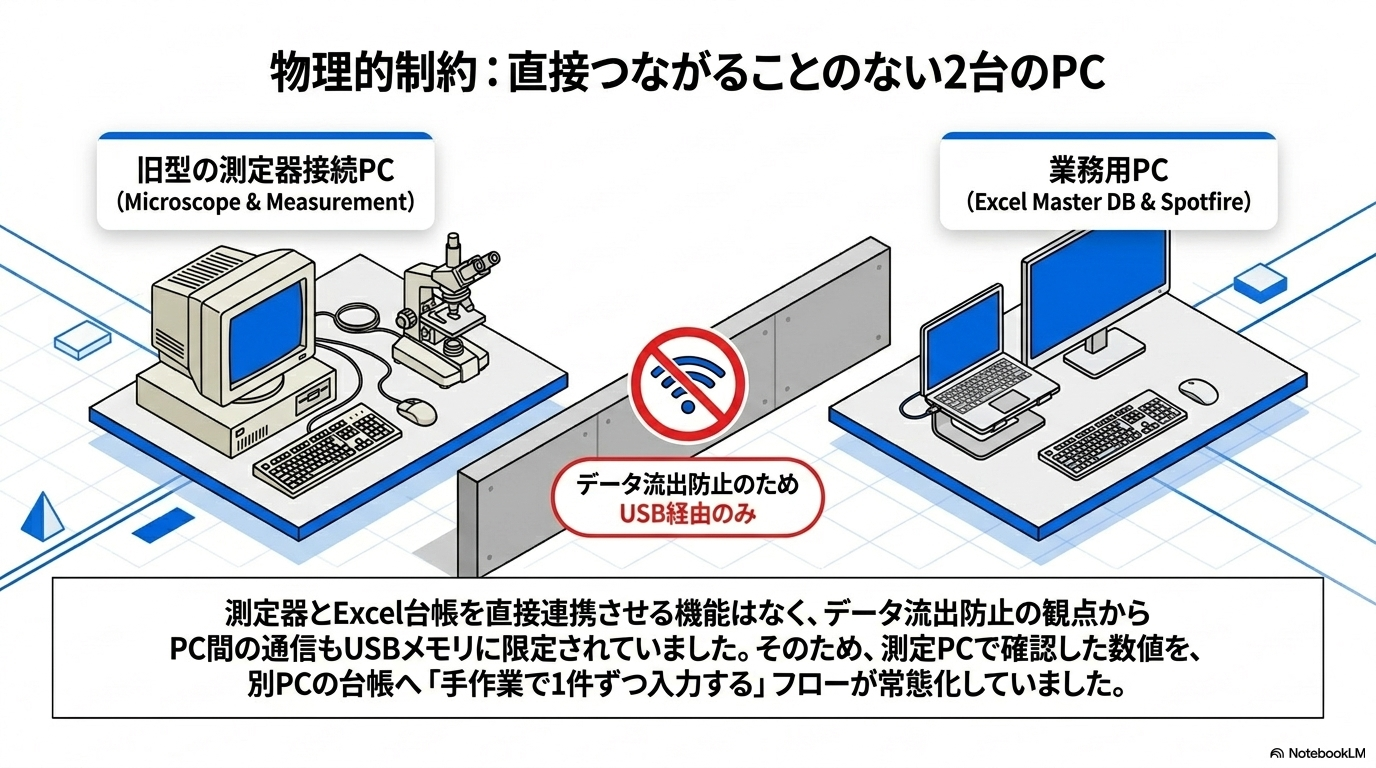 物理的制約：直接つながることのない2台のPC
旧型の測定器接続PC
（Microscope & Measurement）
業務用PC
（Excel Master DB & Spotfire）
データ流出防止のため
USB経由のみ
測定器とExcel台帳を直接連携させる機能はなく、データ流出防止の観点から
PC間の通信もUSBメモリに限定されていました。そのため、測定PCで確認した数値を、
別PCの台帳へ「手作業で1件ずつ入力する」フローが常態化していました。
NotebookLM